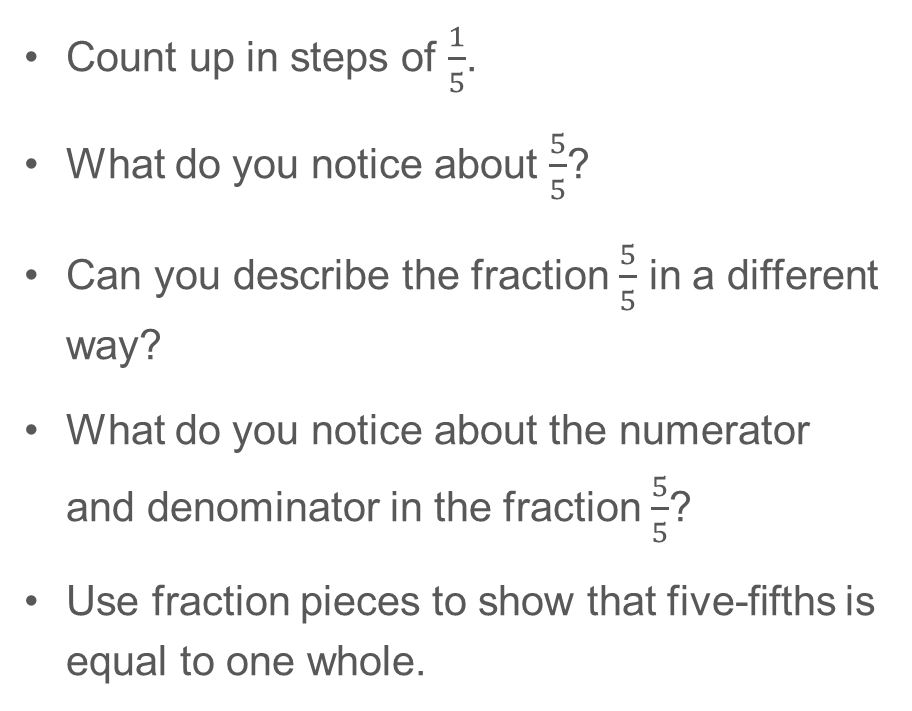 • Count up in steps of 1/5.
• What do you notice about 5/5?
• Can you describe the fraction 5/5 in a different
way?
• What do you notice about the numerator
and denominator in the fraction 5/5?
• Use fraction pieces to show that five-fifths is
equal to one whole.